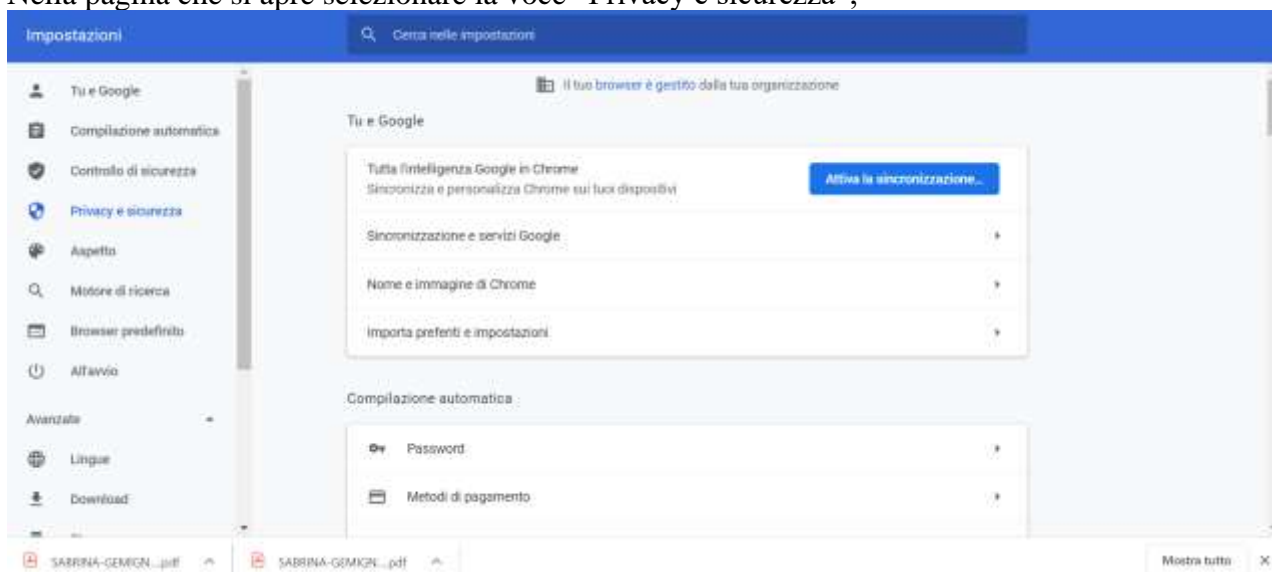 Nella pagina che si apre selezionare la voce "Privacy e sicurezza";
Impostazioni
Cerca nelle impostazioni
Tu e Google
Compilazione automatica
Controllo di sicurezza
Privacy e sicurezza
Aspetto
Motore di ricerca
Browser predefinito
All'avvio
Avanzate
Lingue
Download
Il tuo browser è gestito dalla tua organizzazione
Tu e Google
Tutta l'intelligenza Google in Chrome
Sincronizza e personalizza Chrome sui tuoi dispositivi
Attiva la sincronizzazione...
Sincronizzazione e servizi Google
Nome e immagine di Chrome
Importa preferiti e impostazioni
Compilazione automatica
Password
Metodi di pagamento
SABRINA-GEMIGN....pdf
SABRINA-GEMIGN....pdf
Mostra tutto